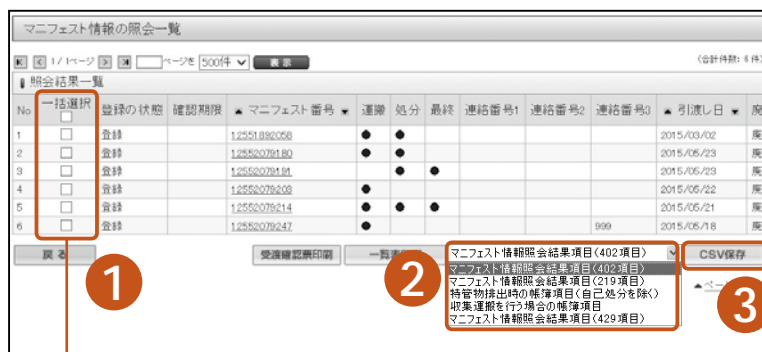 マニフェスト情報の照会一覧
1 / 1ページ ページを 500件 表示 (合計件数: 6 件)
照会結果一覧
No 一括選択 登録の状態 確認期限 ▲ マニフェスト番号 ▼ 運搬 処分 最終 連絡番号1 連絡番号2 連絡番号3 ▲ 引渡し日 ▼ 廃
1 登録 12551892058 ● ● 2015/03/02 廃
2 登録 12552079180 ● ● 2015/05/23 廃
3 登録 12552079191 ● ● 2015/05/23 廃
4 登録 12552079203 ● 2015/05/22 廃
5 登録 12552079214 ● ● ● 2015/05/21 廃
6 登録 12552079247 ● 999 2015/05/18 廃
戻る 受渡確認票印刷 マニフェスト情報照会結果項目(402項目) CSV保存
マニフェスト情報照会結果項目(402項目)
マニフェスト情報照会結果項目(219項目)
特管物排出時の帳簿項目(自己処分を除く)
収集運搬を行う場合の帳簿項目
マニフェスト情報照会結果項目(429項目)
1
2
3